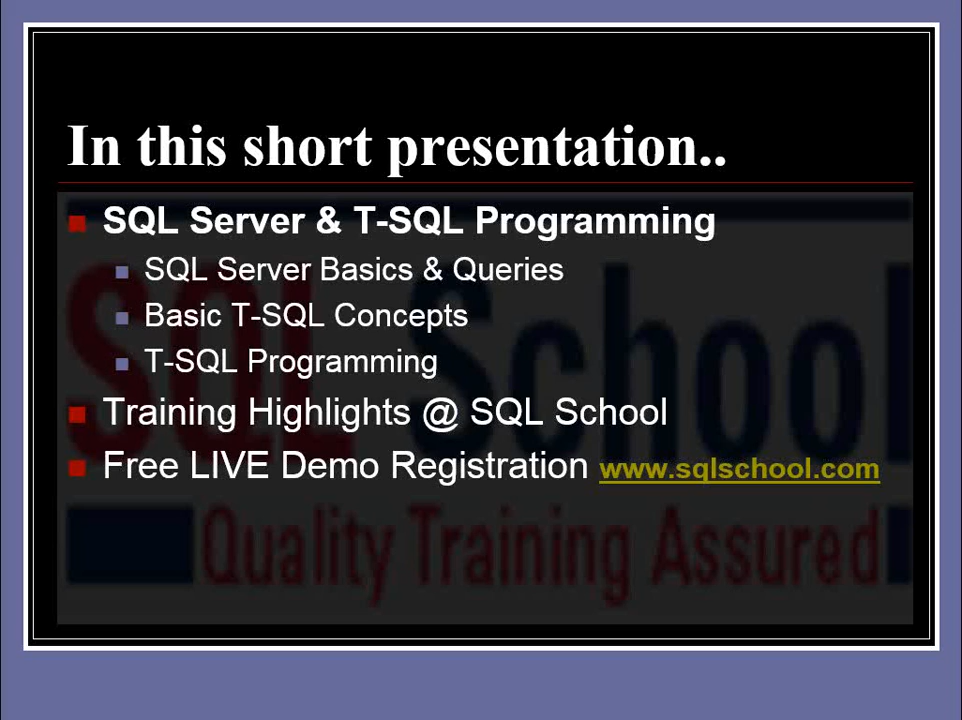 In this short presentation..
SQL Server & T-SQL Programming
SQL Server Basics & Queries
Basic T-SQL Concepts
T-SQL Programming
Training Highlights @ SQL School
Free LIVE Demo Registration www.sqlschool.com
SQL School
Quality Training Assured